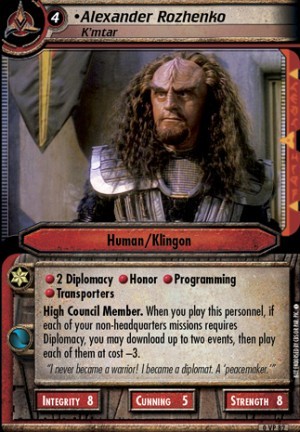 4
•Alexander Rozhenko
K'mtar
Human/Klingon
2 Diplomacy Honor Programming
Transporters
High Council Member. When you play this personnel, if
each of your non-headquarters missions requires
Diplomacy, you may download up to two events, then play
each of them at cost –3.
"I never became a warrior! I became a diplomat. A 'peacemaker.'"
Integrity 8 Cunning 5 Strength 8